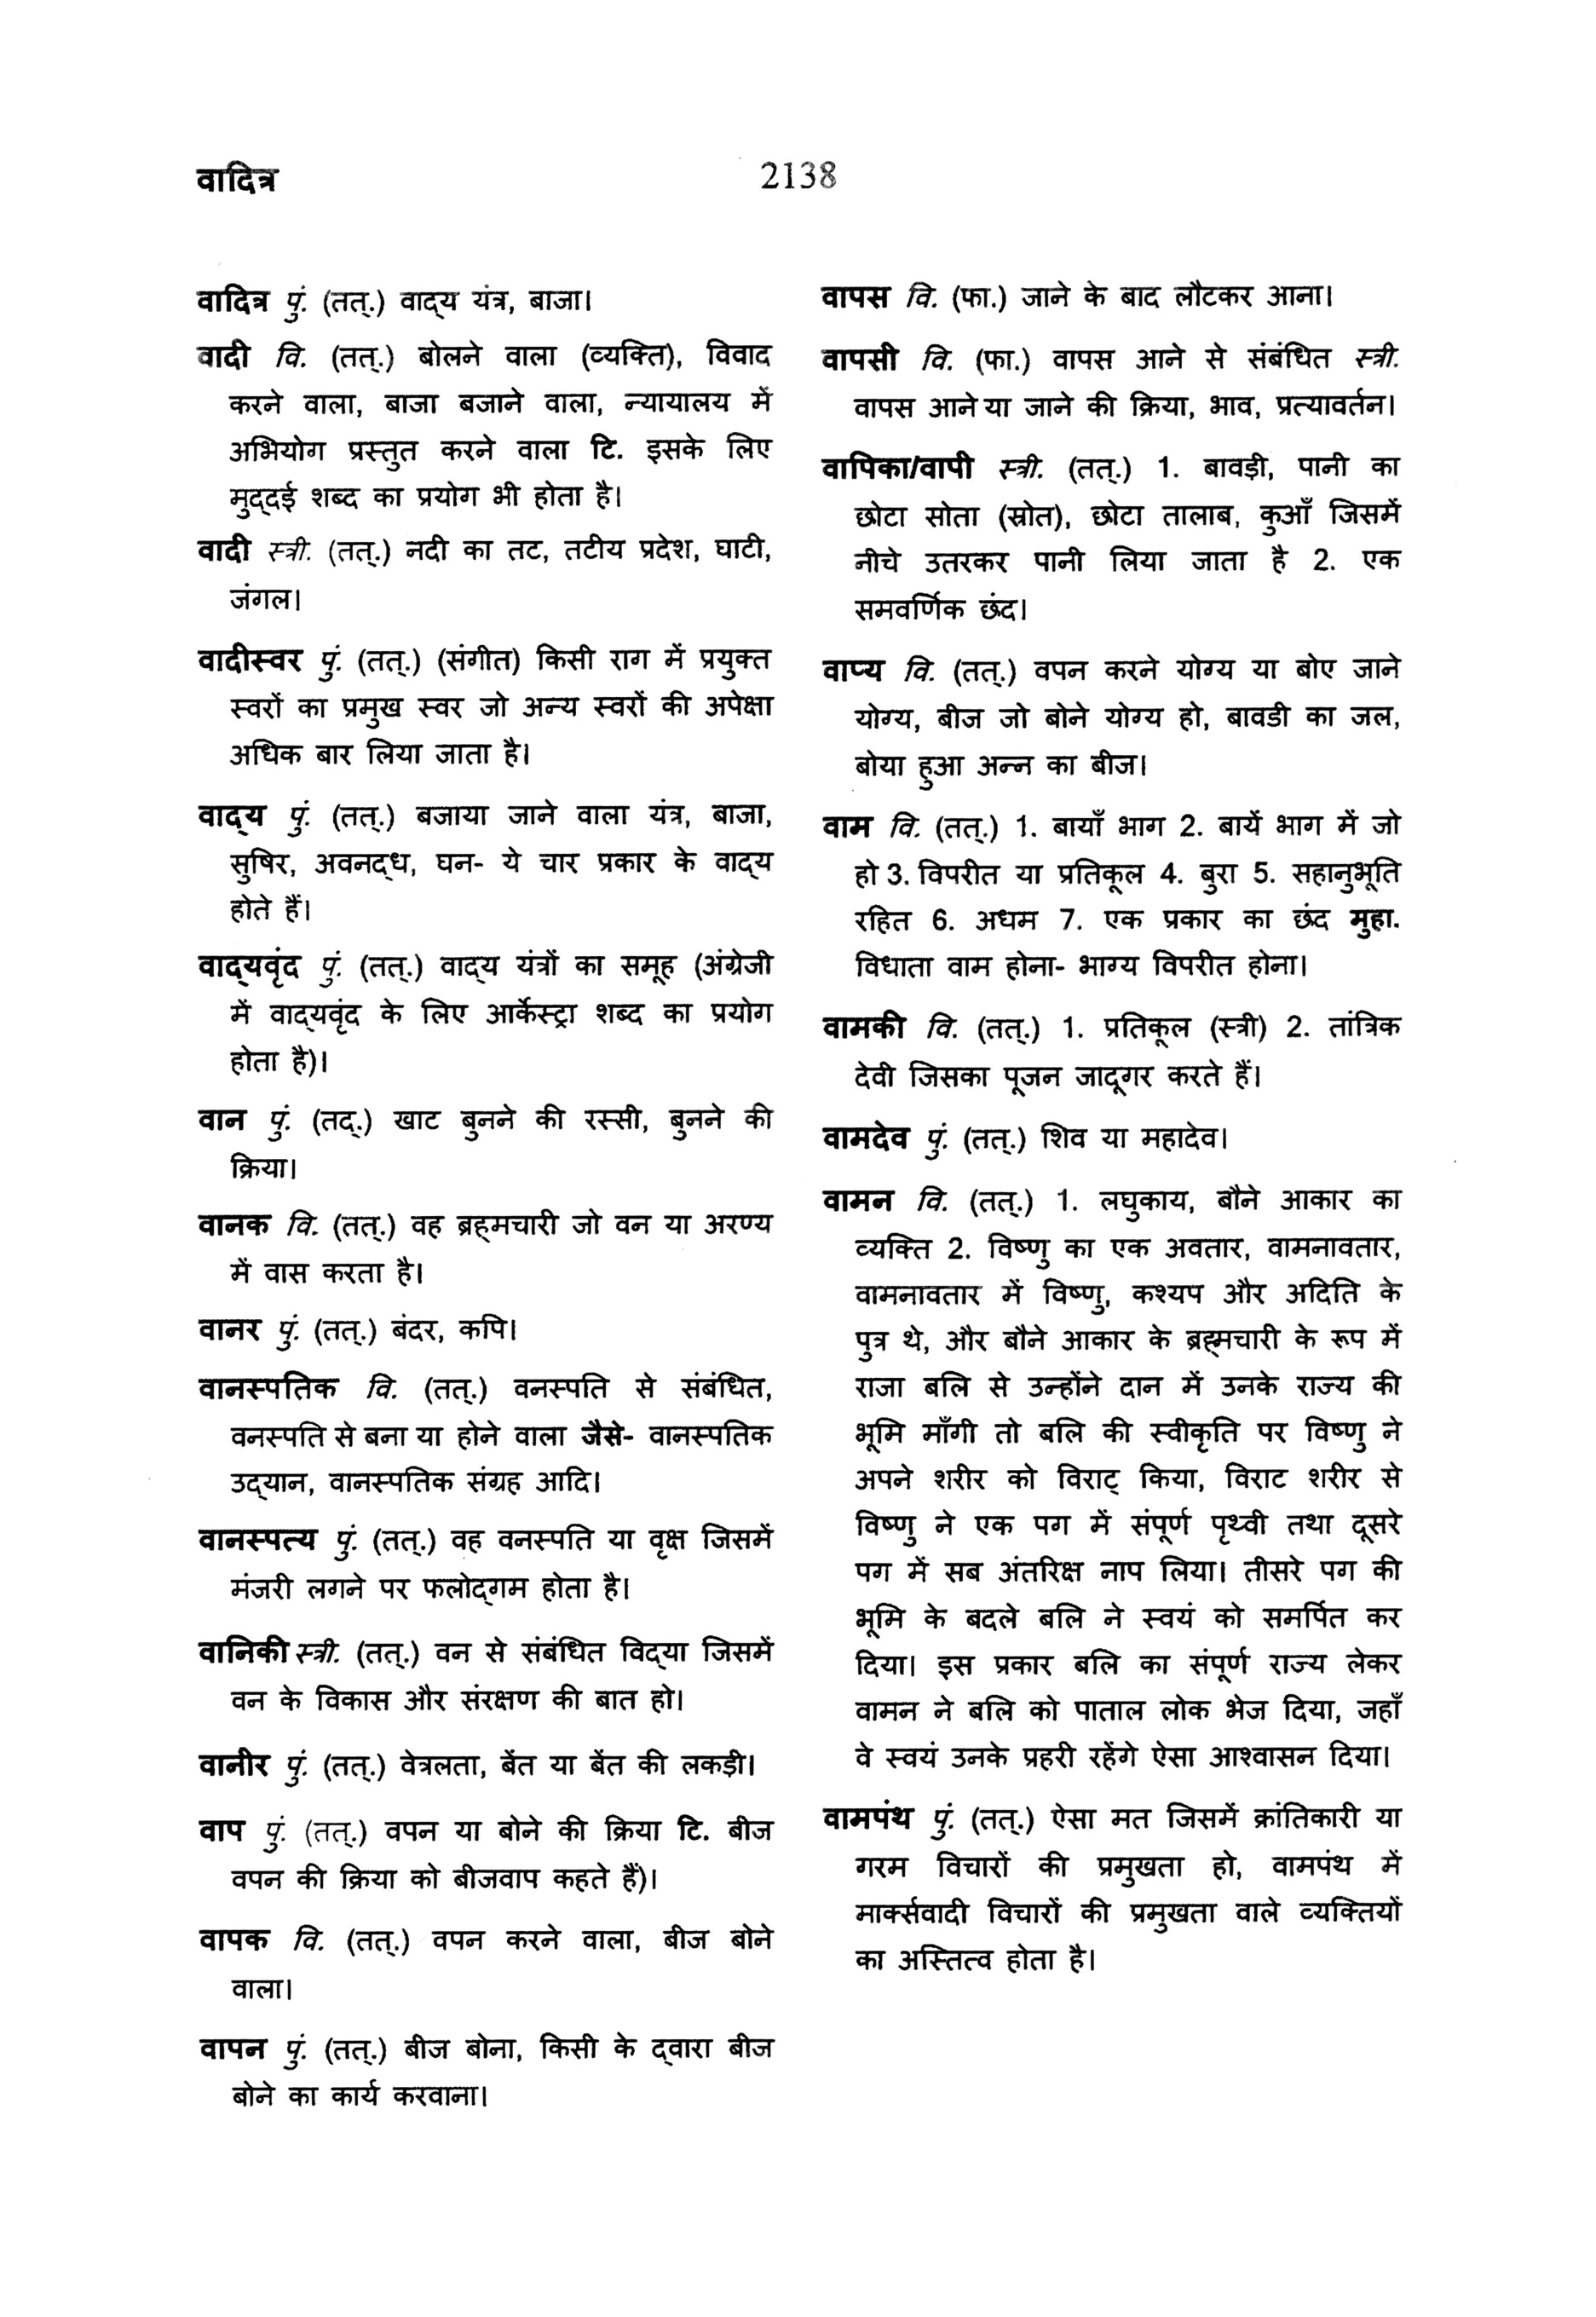 वादित्र
2138
वादित्र पुं. (तत्.) वाद्‌य यंत्र, बाजा।
वादी वि. (तत्.) बोलने वाला (व्यक्ति), विवाद
करने वाला, बाजा बजाने वाला, न्यायालय में
अभियोग प्रस्तुत करने वाला टि. इसके लिए
मुद्‌दई शब्द का प्रयोग भी होता है।
वादी स्त्री. (तत्.) नदी का तट, तटीय प्रदेश, घाटी,
जंगल।
वादीस्वर पुं. (तत्.) (संगीत) किसी राग में प्रयुक्त
स्वरों का प्रमुख स्वर जो अन्य स्वरों की अपेक्षा
अधिक बार लिया जाता है।
वाद्‌य पुं. (तत्.) बजाया जाने वाला यंत्र, बाजा,
सुषिर, अवनद्‌ध, घन- ये चार प्रकार के वाद्‌य
होते हैं।
वाद्‌यवृंद पुं. (तत्.) वाद्‌य यंत्रों का समूह (अंग्रेजी
में वाद्‌यवृंद के लिए आर्केस्ट्रा शब्द का प्रयोग
होता है)।
वान पुं. (तद्.) खाट बुनने की रस्सी, बुनने की
क्रिया।
वानक वि. (तत्.) वह ब्रह्‌मचारी जो वन या अरण्य
में वास करता है।
वानर पुं. (तत्.) बंदर, कपि।
वानस्पतिक वि. (तत्.) वनस्पति से संबंधित,
वनस्पति से बना या होने वाला जैसे- वानस्पतिक
उद्‌यान, वानस्पतिक संग्रह आदि।
वानस्पत्य पुं. (तत्.) वह वनस्पति या वृक्ष जिसमें
मंजरी लगने पर फलोद्‌गम होता है।
वानिकी स्त्री. (तत्.) वन से संबंधित विद्‌या जिसमें
वन के विकास और संरक्षण की बात हो।
वानीर पुं. (तत्.) वेत्रलता, बेंत या बेंत की लकड़ी।
वाप पुं. (तत्.) वपन या बोने की क्रिया टि. बीज
वपन की क्रिया को बीजवाप कहते हैं)।
वापक वि. (तत्.) वपन करने वाला, बीज बोने
वाला।
वापन पुं. (तत्.) बीज बोना, किसी के द्‌वारा बीज
बोने का कार्य करवाना।
वापस वि. (फा.) जाने के बाद लौटकर आना।
वापसी वि. (फा.) वापस आने से संबंधित स्त्री.
वापस आने या जाने की क्रिया, भाव, प्रत्यावर्तन।
वापिका/वापी स्त्री. (तत्.) 1. बावड़ी, पानी का
छोटा सोता (स्रोत), छोटा तालाब, कुआँ जिसमें
नीचे उतरकर पानी लिया जाता है 2. एक
समवर्णिक छंद।
वाप्य वि. (तत्.) वपन करने योग्य या बोए जाने
योग्य, बीज जो बोने योग्य हो, बावडी का जल,
बोया हुआ अन्न का बीज।
वाम वि. (तत्.) 1. बायाँ भाग 2. बायें भाग में जो
हो 3. विपरीत या प्रतिकूल 4. बुरा 5. सहानुभूति
रहित 6. अधम 7. एक प्रकार का छंद मुहा.
विधाता वाम होना- भाग्य विपरीत होना।
वामकी वि. (तत्.) 1. प्रतिकूल (स्त्री) 2. तांत्रिक
देवी जिसका पूजन जादूगर करते हैं।
वामदेव पुं. (तत्.) शिव या महादेव।
वामन वि. (तत्.) 1. लघुकाय, बौने आकार का
व्यक्ति 2. विष्णु का एक अवतार, वामनावतार,
वामनावतार में विष्णु, कश्यप और अदिति के
पुत्र थे, और बौने आकार के ब्रह्‌मचारी के रूप में
राजा बलि से उन्होंने दान में उनके राज्य की
भूमि माँगी तो बलि की स्वीकृति पर विष्णु ने
अपने शरीर को विराट् किया, विराट शरीर से
विष्णु ने एक पग में संपूर्ण पृथ्वी तथा दूसरे
पग में सब अंतरिक्ष नाप लिया। तीसरे पग की
भूमि के बदले बलि ने स्वयं को समर्पित कर
दिया। इस प्रकार बलि का संपूर्ण राज्य लेकर
वामन ने बलि को पाताल लोक भेज दिया, जहाँ
वे स्वयं उनके प्रहरी रहेंगे ऐसा आश्वासन दिया।
वामपंथ पुं. (तत्.) ऐसा मत जिसमें क्रांतिकारी या
गरम विचारों की प्रमुखता हो, वामपंथ में
मार्क्सवादी विचारों की प्रमुखता वाले व्यक्तियों
का अस्तित्व होता है।